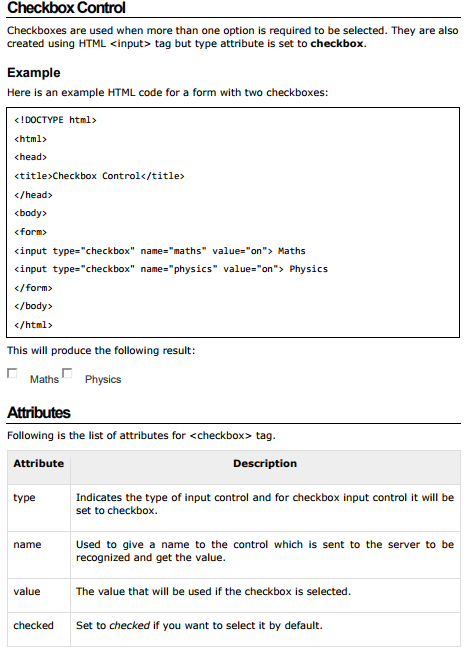 Checkbox Control
Checkboxes are used when more than one option is required to be selected. They are also
created using HTML <input> tag but type attribute is set to checkbox.
Example
Here is an example HTML code for a form with two checkboxes:
<!DOCTYPE html>
<html>
<head>
<title>Checkbox Control</title>
</head>
<body>
<form>
<input type="checkbox" name="maths" value="on"> Maths
<input type="checkbox" name="physics" value="on"> Physics
</form>
</body>
</html>
This will produce the following result:
Maths Physics
Attributes
Following is the list of attributes for <checkbox> tag.
Attribute Description
type Indicates the type of input control and for checkbox input control it will be
set to checkbox.
name Used to give a name to the control which is sent to the server to be
recognized and get the value.
value The value that will be used if the checkbox is selected.
checked Set to checked if you want to select it by default.